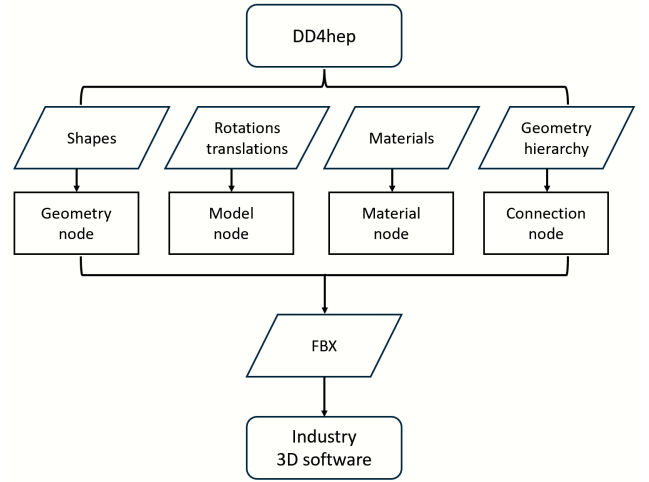 DD4hep
Shapes
Rotations
translations
Materials
Geometry
hierarchy
Geometry
node
Model
node
Material
node
Connection
node
FBX
Industry
3D software